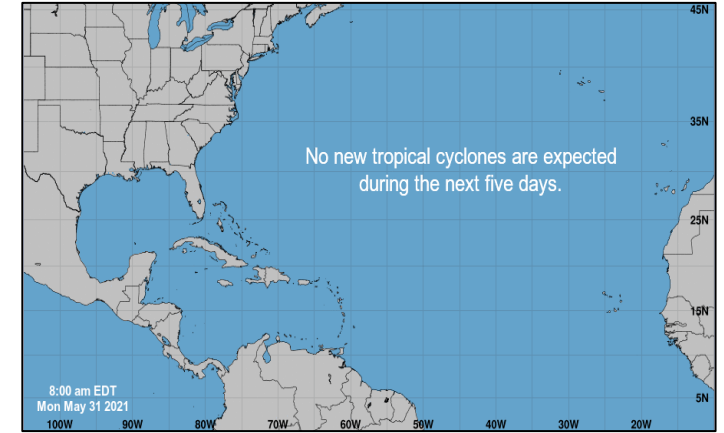 45N
No new tropical cyclones are expected
during the next five days.
35N
25N
15N
5N
8:00 am EDT
Mon May 31 2021
100W 90W 80W 70W 60W 50W 40W 30W 20W